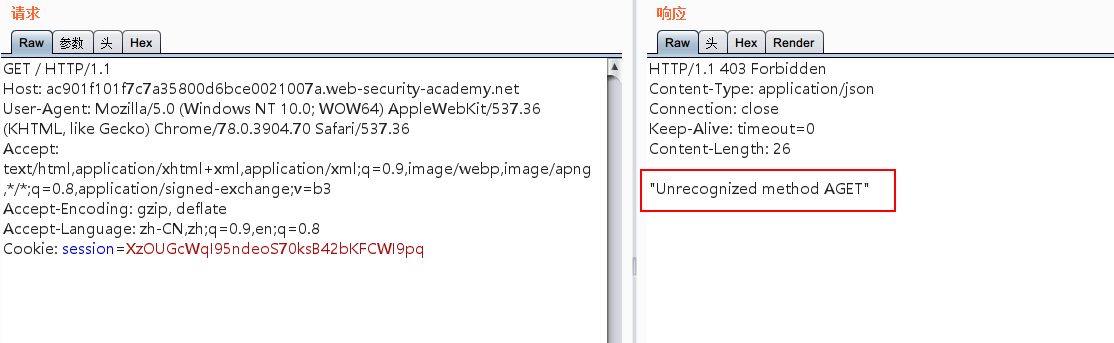 请求
Raw 参数 头 Hex
GET / HTTP/1.1
Host: ac901f101f7c7a35800d6bce0021007a.web-security-academy.net
User-Agent: Mozilla/5.0 (Windows NT 10.0; WOW64) AppleWebKit/537.36
(KHTML, like Gecko) Chrome/78.0.3904.70 Safari/537.36
Accept:
text/html,application/xhtml+xml,application/xml;q=0.9,image/webp,image/apng
,*/*;q=0.8,application/signed-exchange;v=b3
Accept-Encoding: gzip, deflate
Accept-Language: zh-CN,zh;q=0.9,en;q=0.8
Cookie: session=XzOUGcWqI95ndeoS70ksB42bKFCWI9pq
响应
Raw 头 Hex Render
HTTP/1.1 403 Forbidden
Content-Type: application/json
Connection: close
Keep-Alive: timeout=0
Content-Length: 26
"Unrecognized method AGET"